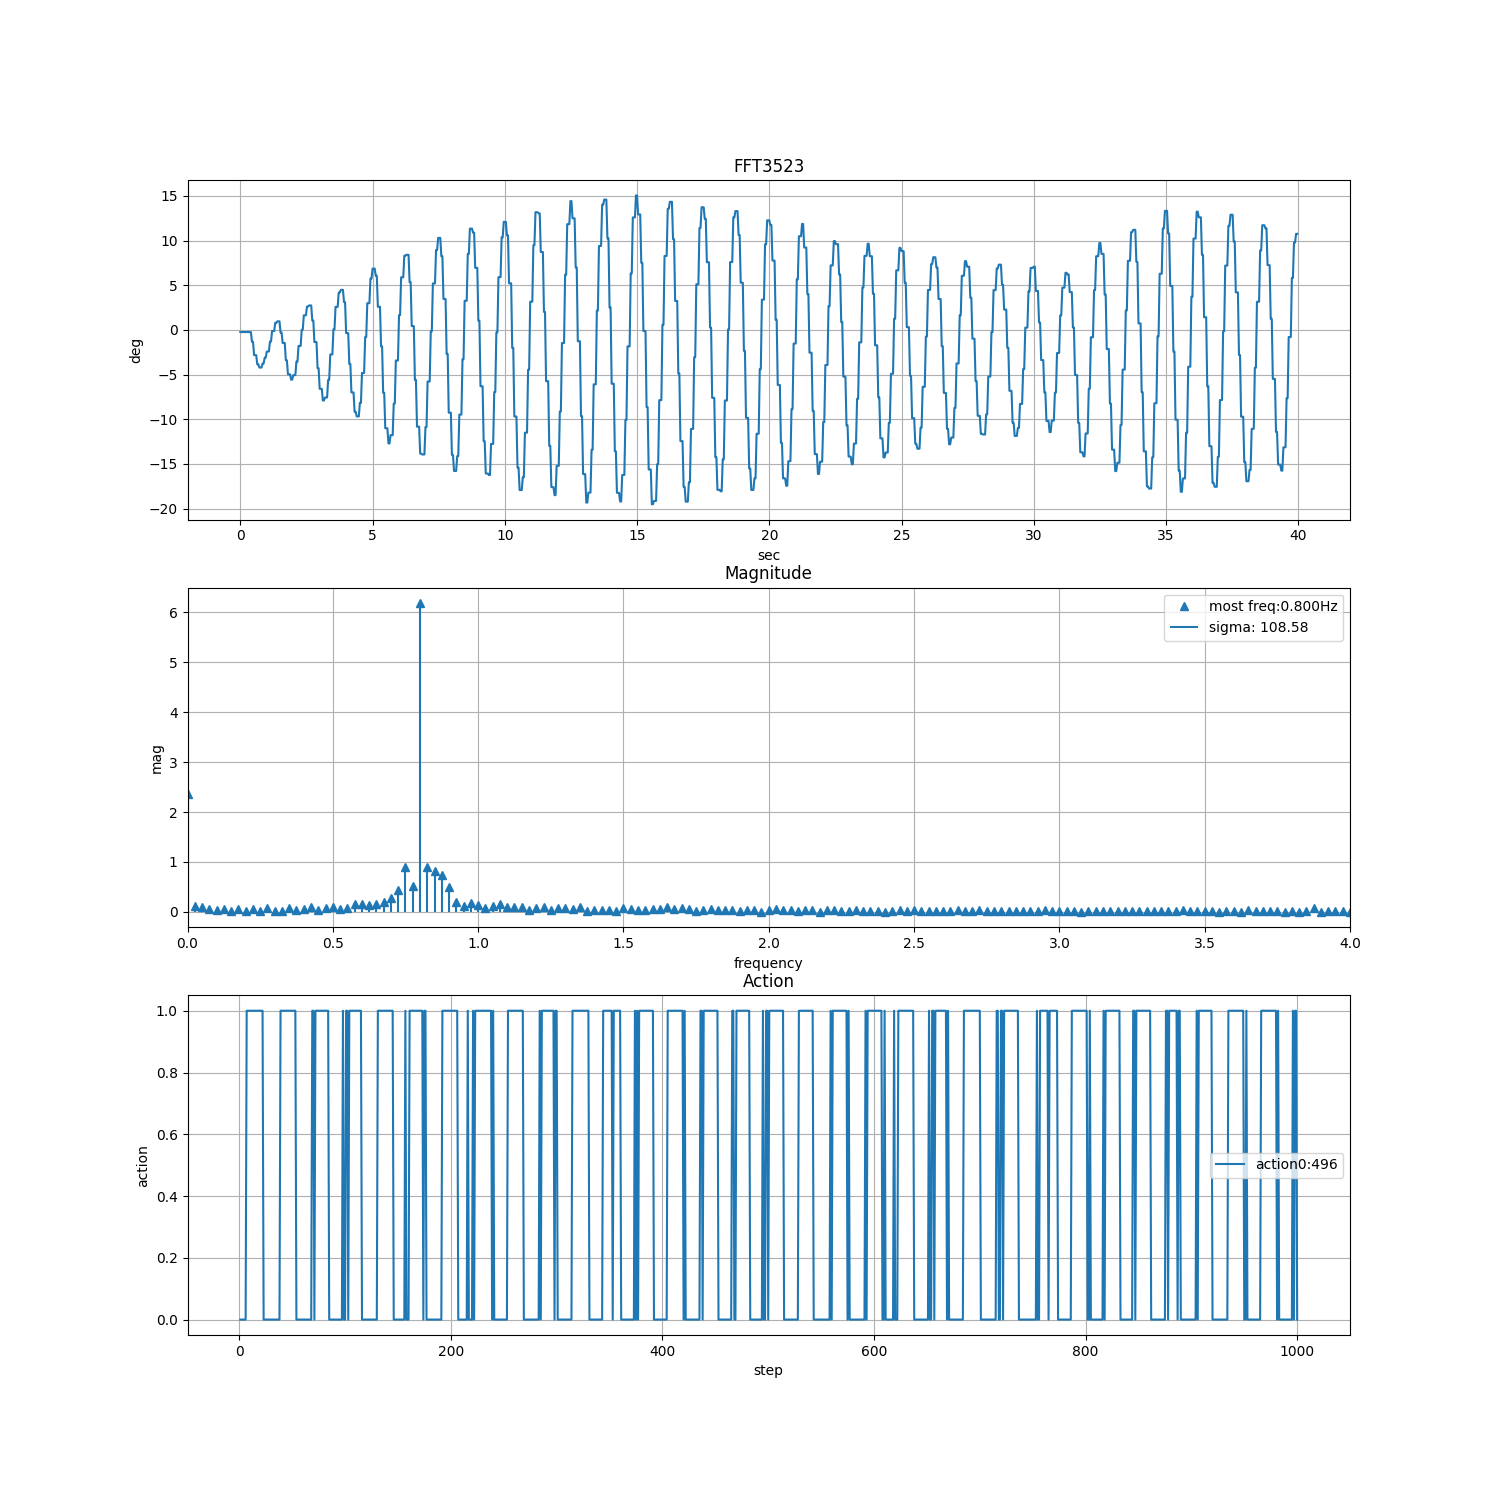 FFT3523
15
10
5
0
−5
−10
−15
−20
deg
0 5 10 15 20 25 30 35 40
sec
Magnitude
most freq:0.800Hz
sigma: 108.58
6
5
4
3
2
1
0
mag
0.0 0.5 1.0 1.5 2.0 2.5 3.0 3.5 4.0
frequency
Action
1.0
0.8
0.6
0.4
0.2
0.0
action
action0:496
0 200 400 600 800 1000
step